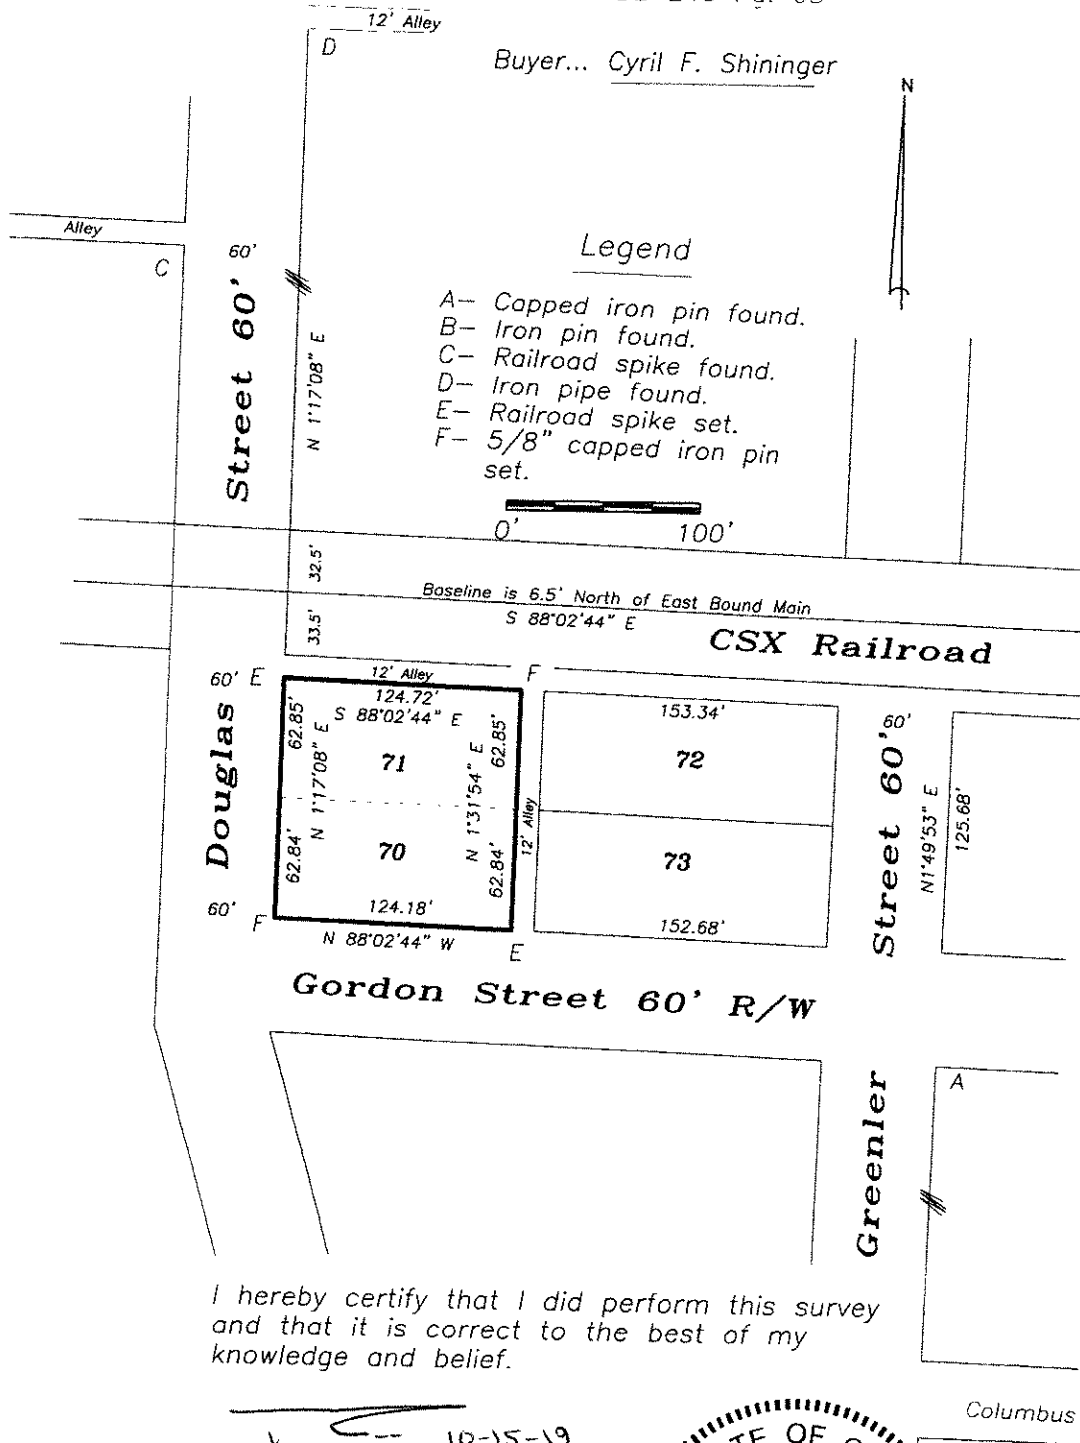 12' Alley
D
Buyer... Cyril F. Shininger
N
Alley
C
60'
Street 60'
N 1°17'08" E
Legend
A- Capped iron pin found.
B- Iron pin found.
C- Railroad spike found.
D- Iron pipe found.
E- Railroad spike set.
F- 5/8" capped iron pin
set.
0' 100'
32.5'
33.5'
Baseline is 6.5' North of East Bound Main
S 88°02'44" E
CSX Railroad
60' E
12' Alley
F
124.72'
S 88°02'44" E
62.85'
N 1°17'08" E
71
62.85'
N 1°31'54" E
153.34'
72
60'
Douglas
12' Alley
Street 60'
N1°49'53" E
125.68'
62.84'
70
62.84'
73
124.18'
152.68'
60'
F
N 88°02'44" W
E
Gordon Street 60' R/W
A
Greenler
I hereby certify that I did perform this survey
and that it is correct to the best of my
knowledge and belief.
10-15-19
OF
Columbus